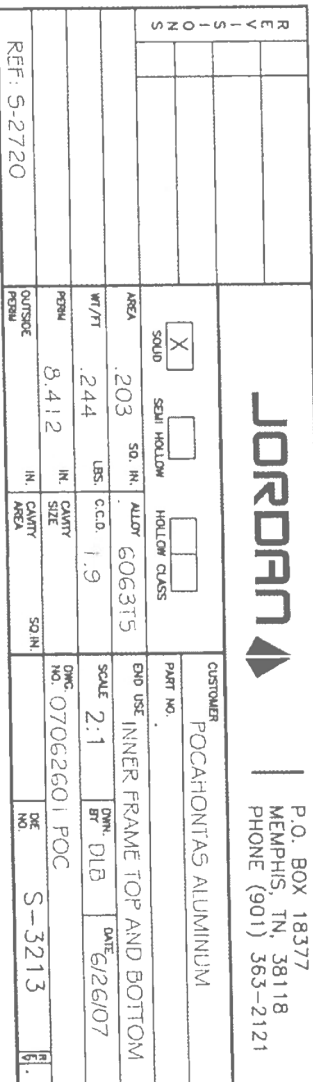 REVISIONS
REF: S-2720
JORDAN
P.O. BOX 18377
MEMPHIS, TN, 38118
PHONE (901) 363-2121
X
SOLID
SEMI HOLLOW
HOLLOW CLASS
CUSTOMER
POCAHONTAS ALUMINUM
PART NO. .
AREA .203 SQ. IN.
ALLOY 6063T5
END USE INNER FRAME TOP AND BOTTOM
WT/FT .244 LBS.
C.C.D. 1.9
SCALE 2:1
DWN. BY DLB
DATE 6/26/07
PERIM 8.412 IN.
CAVITY SIZE
DWG. NO. 07062601 POC
OUTSIDE PERIM IN.
CAVITY AREA SQ.IN.
DIE NO. S-3213
REV.